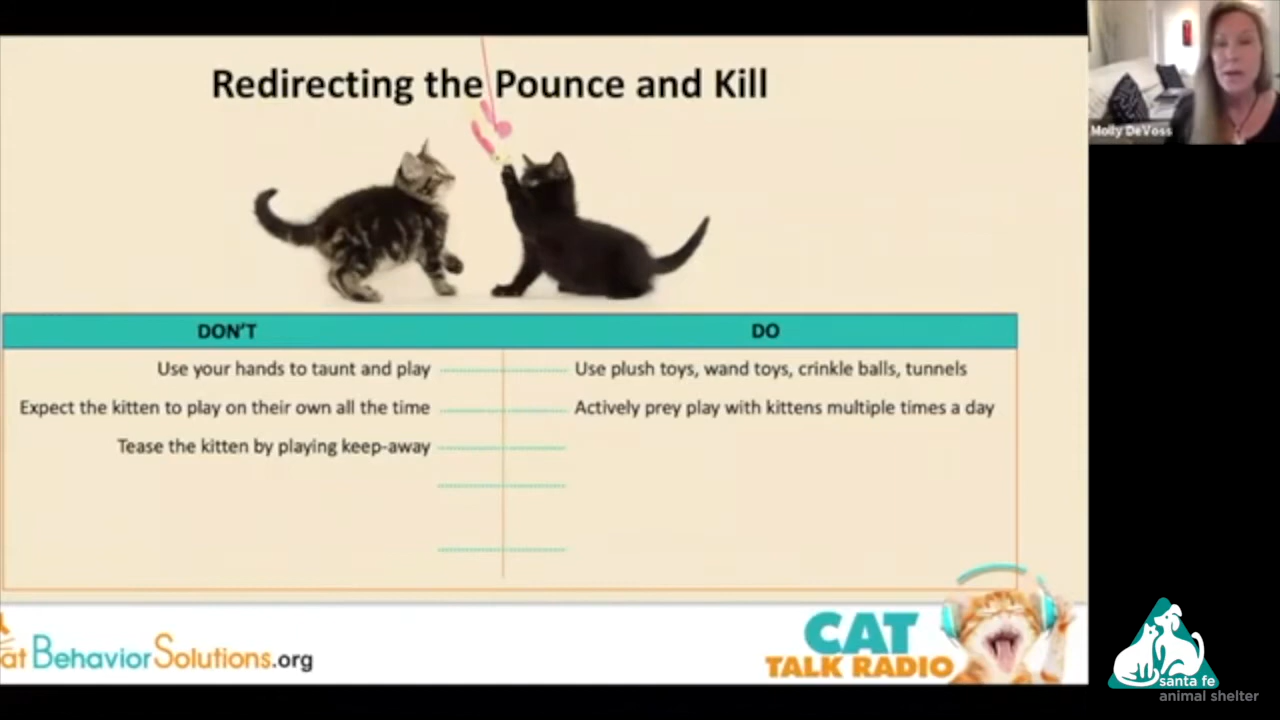 Redirecting the Pounce and Kill
Molly DeVoss
DON'T
DO
Use your hands to taunt and play
Use plush toys, wand toys, crinkle balls, tunnels
Expect the kitten to play on their own all the time
Actively prey play with kittens multiple times a day
Tease the kitten by playing keep-away
at BehaviorSolutions.org
CAT
TALK RADIO
santa fe
animal shelter